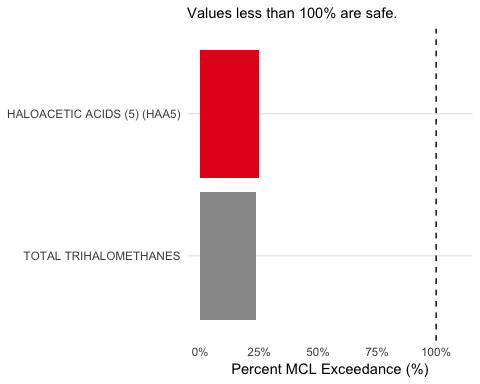 Values less than 100% are safe.
HALOACETIC ACIDS (5) (HAA5)
TOTAL TRIHALOMETHANES
0% 25% 50% 75% 100%
Percent MCL Exceedance (%)